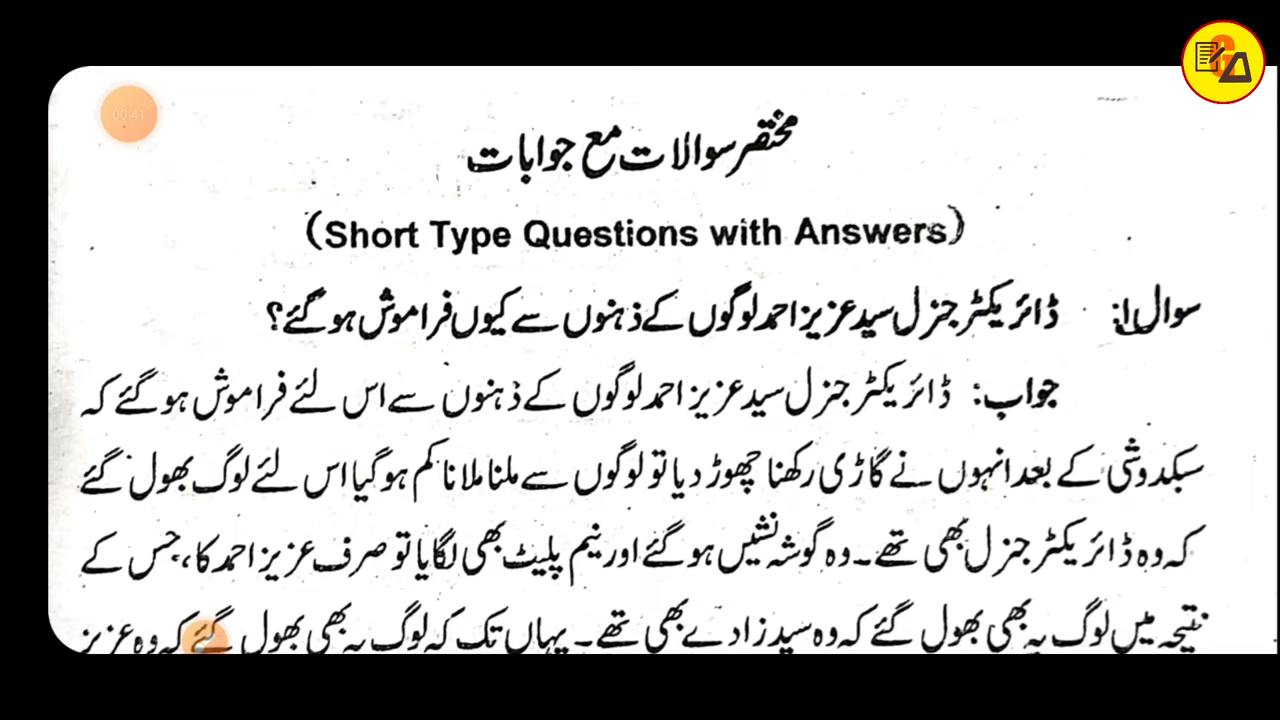 00:41
مختصر سوالات مع جوابات
(Short Type Questions with Answers)
سوال 1: ڈائریکٹر جنرل سید عزیز احمد لوگوں کے ذہنوں سے کیوں فراموش ہو گئے؟
جواب: ڈائریکٹر جنرل سید عزیز احمد لوگوں کے ذہنوں سے اس لئے فراموش ہو گئے کہ
سبکدوشی کے بعد انہوں نے گاڑی رکھنا چھوڑ دیا تو لوگوں سے ملنا ملانا کم ہو گیا اس لئے لوگ بھول گئے
کہ وہ ڈائریکٹر جنرل بھی تھے۔ وہ گوشہ نشیں ہو گئے اور نیم پلیٹ بھی لگایا تو صرف عزیز احمد کا، جس کے
نتیجہ میں لوگ یہ بھی بھول گئے کہ وہ سید زادے بھی تھے۔ یہاں تک کہ لوگ یہ بھی بھول گئے کہ وہ عزیز